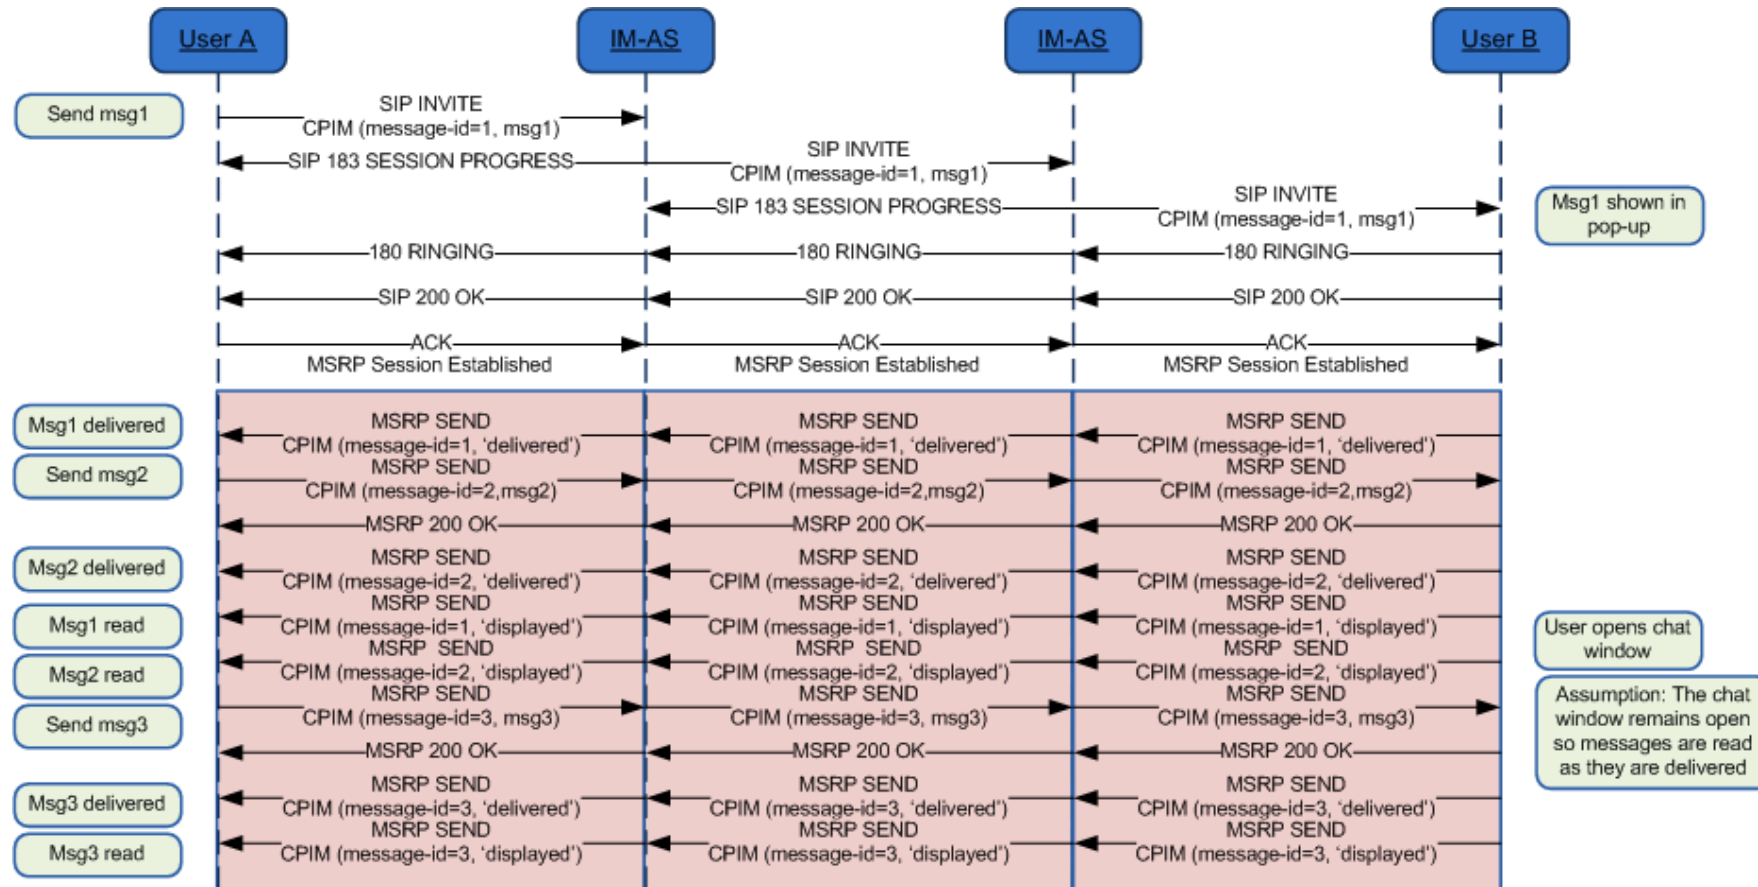 User A
IM-AS
IM-AS
User B
Send msg1
SIP INVITE
CPIM (message-id=1, msg1)
SIP 183 SESSION PROGRESS
SIP INVITE
CPIM (message-id=1, msg1)
SIP 183 SESSION PROGRESS
SIP INVITE
CPIM (message-id=1, msg1)
Msg1 shown in
pop-up
180 RINGING
180 RINGING
180 RINGING
SIP 200 OK
SIP 200 OK
SIP 200 OK
ACK
ACK
ACK
MSRP Session Established
MSRP Session Established
MSRP Session Established
Msg1 delivered
MSRP SEND
MSRP SEND
MSRP SEND
CPIM (message-id=1, ‘delivered’)
CPIM (message-id=1, ‘delivered’)
CPIM (message-id=1, ‘delivered’)
Send msg2
MSRP SEND
MSRP SEND
MSRP SEND
CPIM (message-id=2,msg2)
CPIM (message-id=2,msg2)
CPIM (message-id=2,msg2)
MSRP 200 OK
MSRP 200 OK
MSRP 200 OK
Msg2 delivered
MSRP SEND
MSRP SEND
MSRP SEND
CPIM (message-id=2, ‘delivered’)
CPIM (message-id=2, ‘delivered’)
CPIM (message-id=2, ‘delivered’)
Msg1 read
MSRP SEND
MSRP SEND
MSRP SEND
CPIM (message-id=1, ‘displayed’)
CPIM (message-id=1, ‘displayed’)
CPIM (message-id=1, ‘displayed’)
User opens chat
window
Msg2 read
MSRP SEND
MSRP SEND
MSRP SEND
CPIM (message-id=2, ‘displayed’)
CPIM (message-id=2, ‘displayed’)
CPIM (message-id=2, ‘displayed’)
Send msg3
MSRP SEND
MSRP SEND
MSRP SEND
CPIM (message-id=3, msg3)
CPIM (message-id=3, msg3)
CPIM (message-id=3, msg3)
Assumption: The chat
window remains open
so messages are read
as they are delivered
MSRP 200 OK
MSRP 200 OK
MSRP 200 OK
Msg3 delivered
MSRP SEND
MSRP SEND
MSRP SEND
CPIM (message-id=3, ‘delivered’)
CPIM (message-id=3, ‘delivered’)
CPIM (message-id=3, ‘delivered’)
Msg3 read
MSRP SEND
MSRP SEND
MSRP SEND
CPIM (message-id=3, ‘displayed’)
CPIM (message-id=3, ‘displayed’)
CPIM (message-id=3, ‘displayed’)